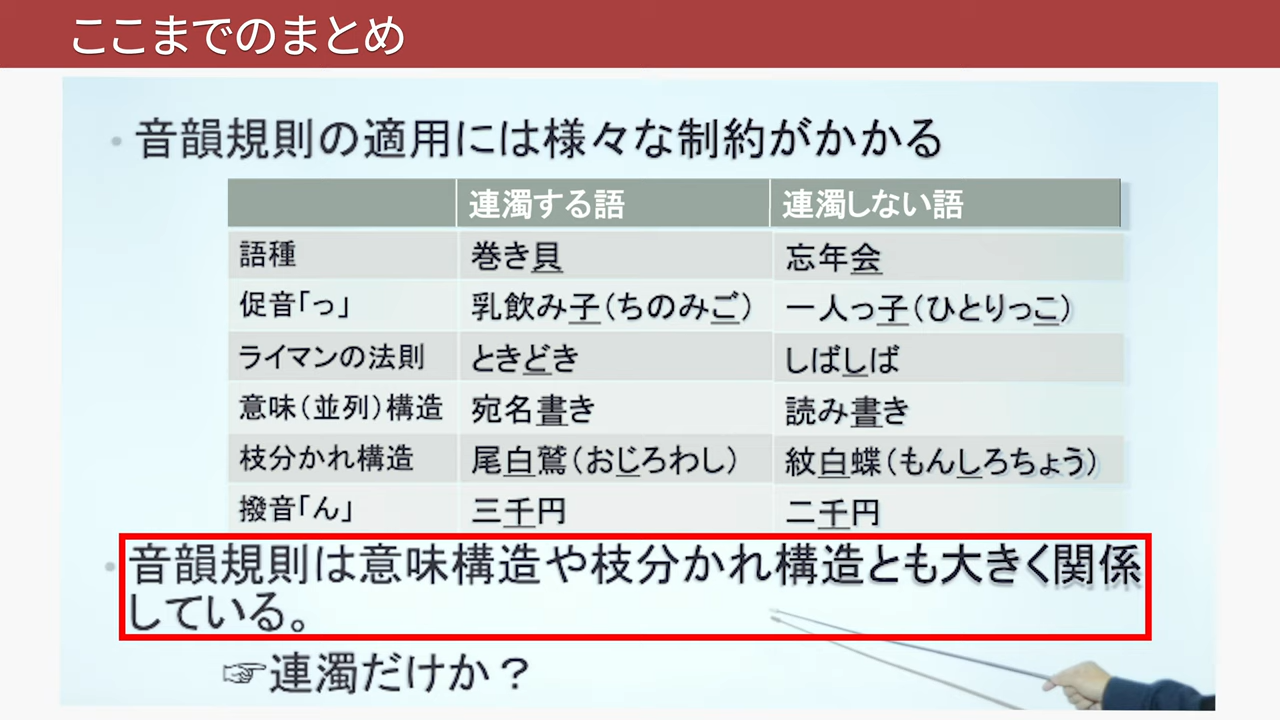 ここまでのまとめ
• 音韻規則の適用には様々な制約がかかる
連濁する語 連濁しない語
語種 巻き貝 忘年会
促音「っ」 乳飲み子(ちのみご) 一人っ子(ひとりっこ)
ライマンの法則 ときどき しばしば
意味(並列)構造 宛名書き 読み書き
枝分かれ構造 尾白鷲(おじろわし) 紋白蝶(もんしろちょう)
撥音「ん」 三千円 二千円
• 音韻規則は意味構造や枝分かれ構造とも大きく関係
している。
☞連濁だけか?